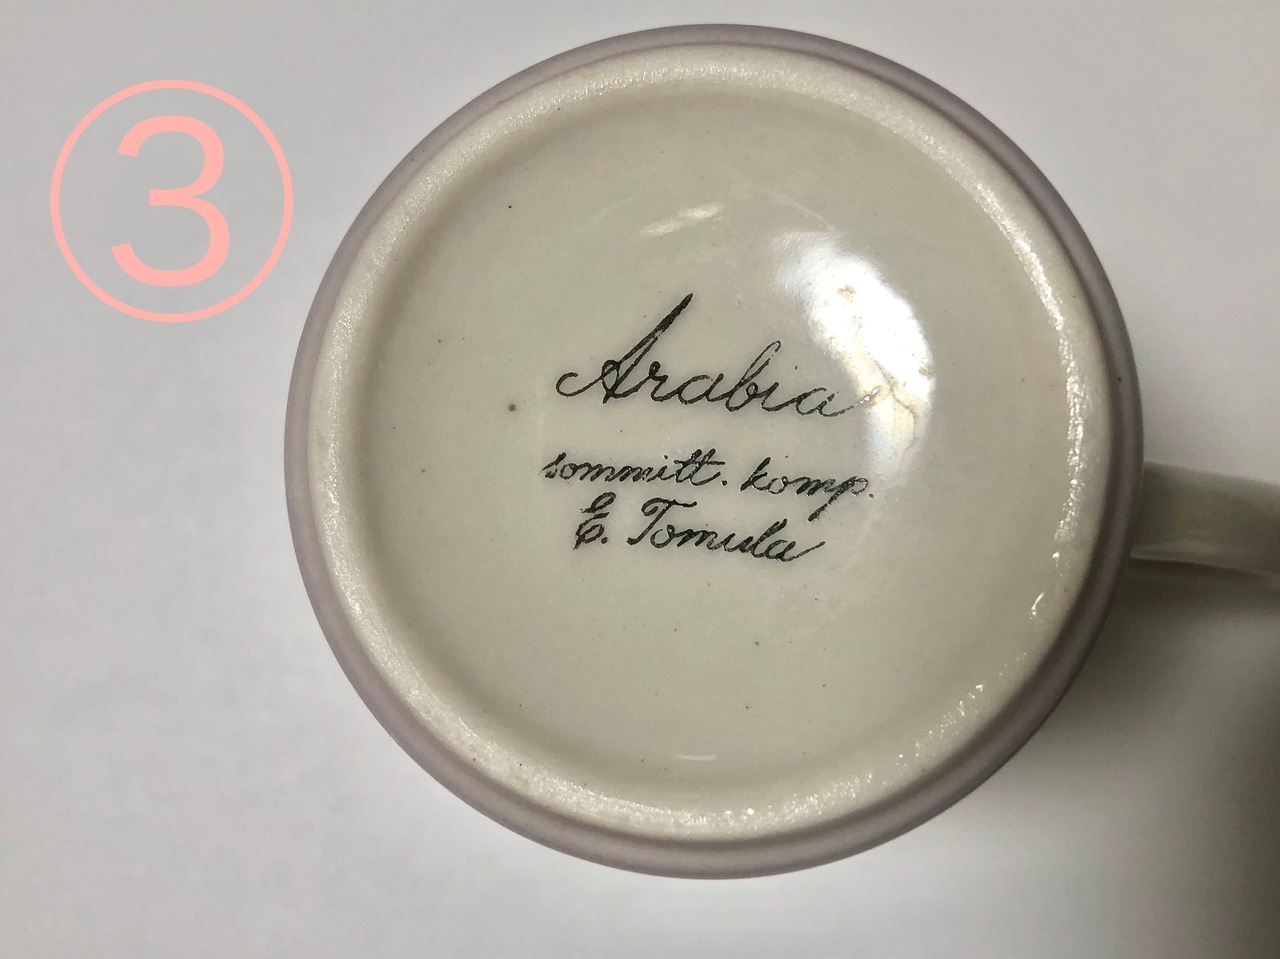 ③
Arabia
sommitt. komp.
E. Tomula